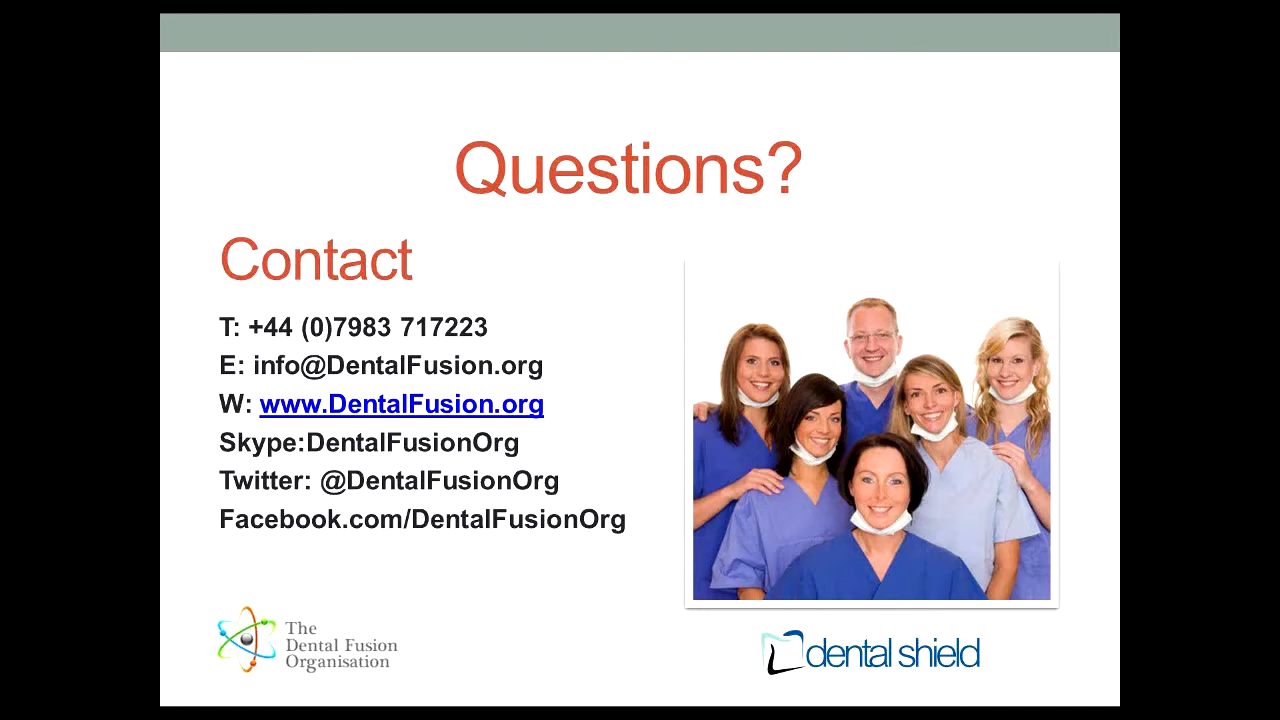 Questions?
Contact
T: +44 (0)7983 717223
E: info@DentalFusion.org
W: www.DentalFusion.org
Skype:DentalFusionOrg
Twitter: @DentalFusionOrg
Facebook.com/DentalFusionOrg
The
Dental Fusion
Organisation
dental shield